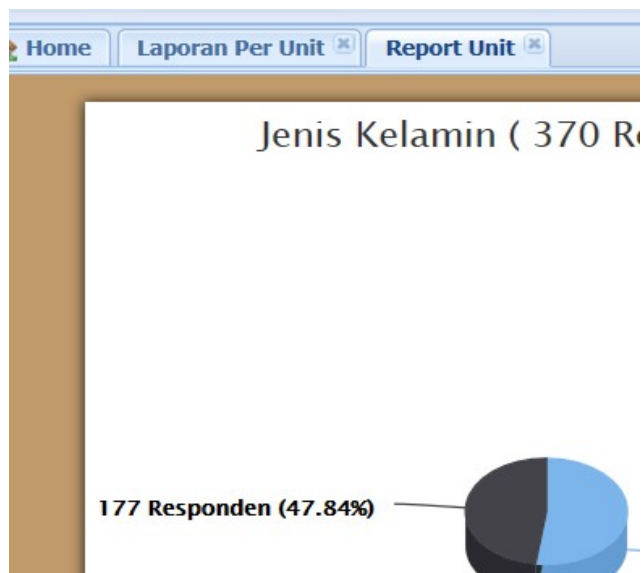 Home Laporan Per Unit Report Unit
Jenis Kelamin ( 370
177 Responden (47.84%)